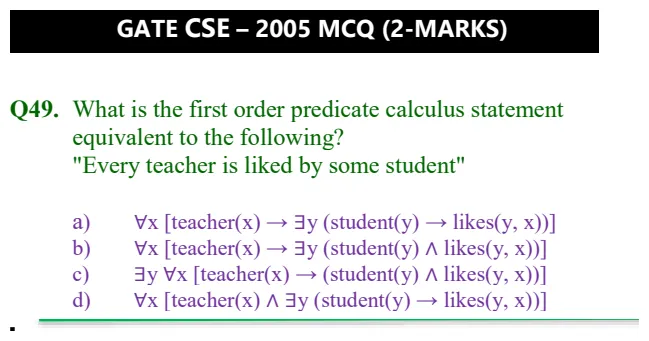 GATE CSE – 2005 MCQ (2-MARKS)
Q49. What is the first order predicate calculus statement
equivalent to the following?
"Every teacher is liked by some student"
a) ∀x [teacher(x) → ∃y (student(y) → likes(y, x))]
b) ∀x [teacher(x) → ∃y (student(y) ∧ likes(y, x))]
c) ∃y ∀x [teacher(x) → (student(y) ∧ likes(y, x))]
d) ∀x [teacher(x) ∧ ∃y (student(y) → likes(y, x))]